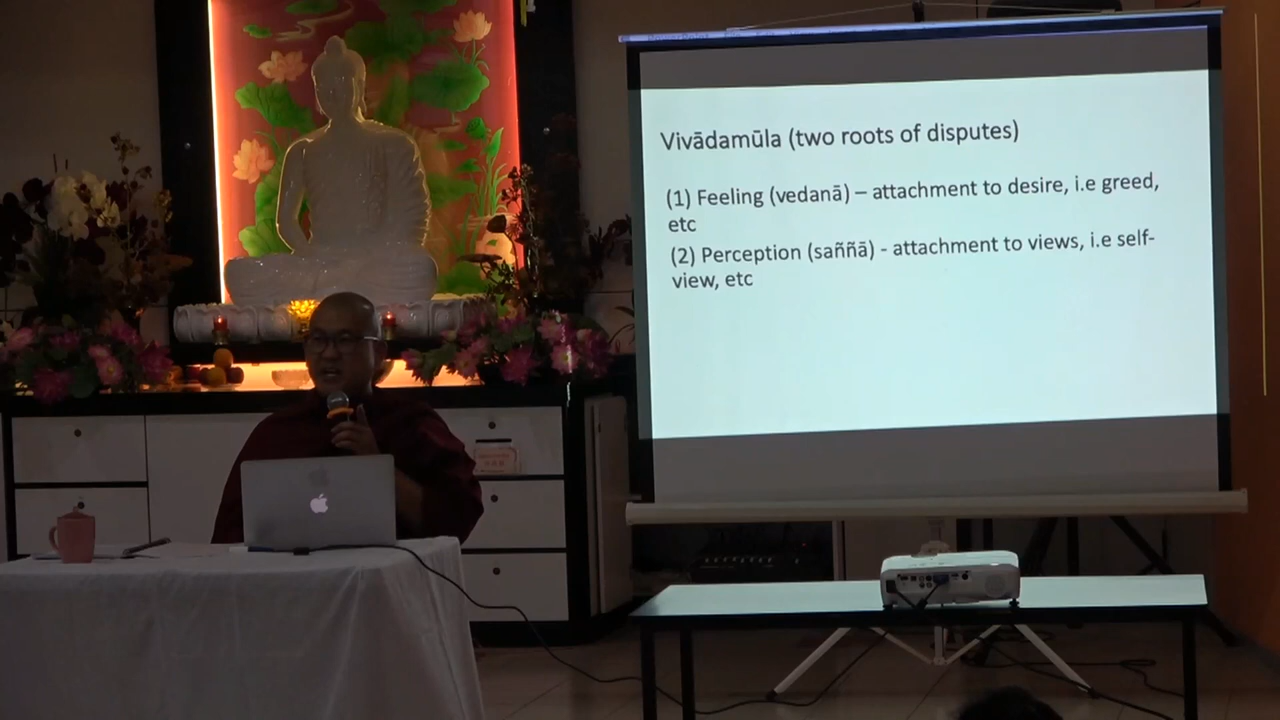 Vivādamūla (two roots of disputes)
(1) Feeling (vedanā) – attachment to desire, i.e greed,
etc
(2) Perception (saññā) - attachment to views, i.e self-
view, etc